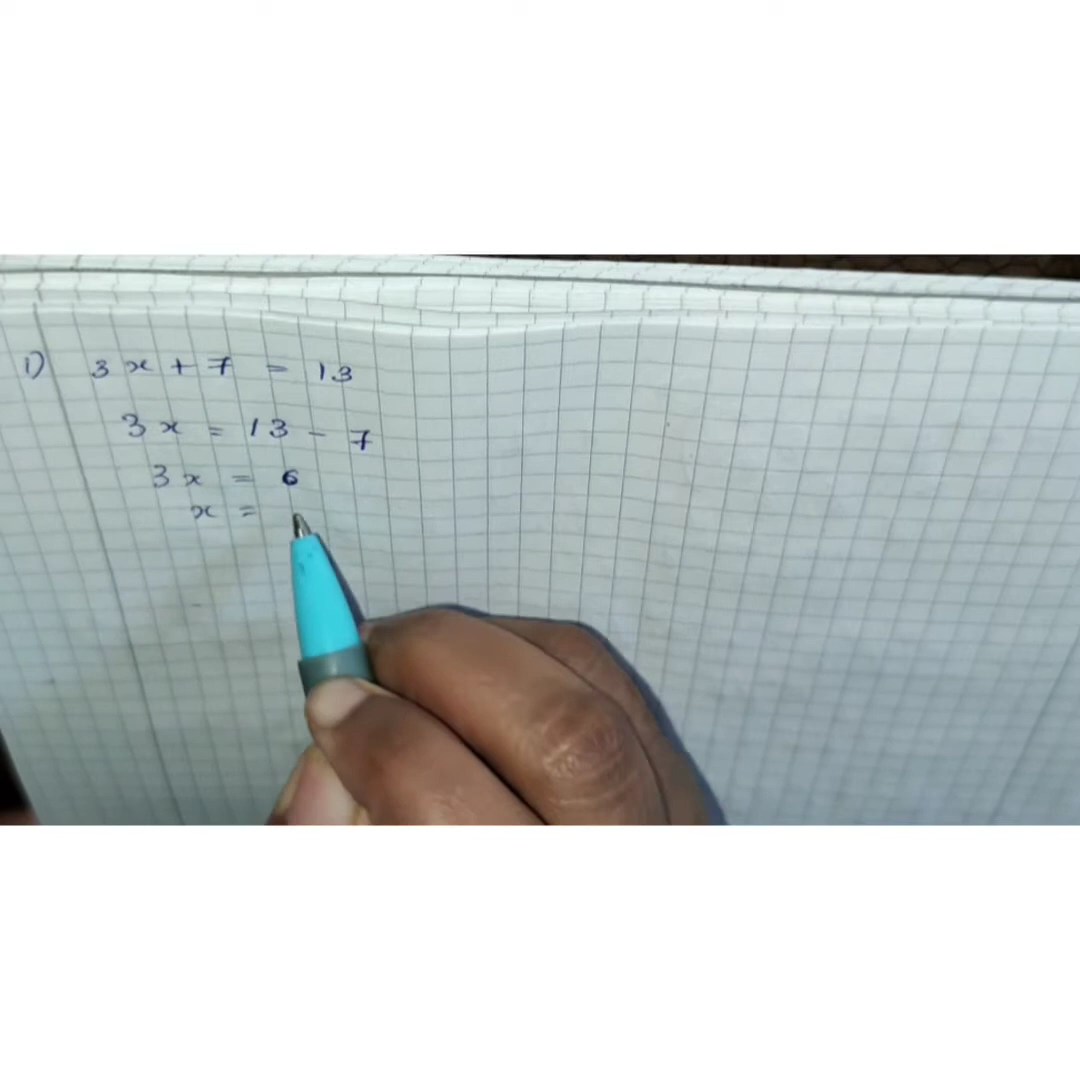 1) 3x + 7 = 13
3x = 13 - 7
3x = 6
x =